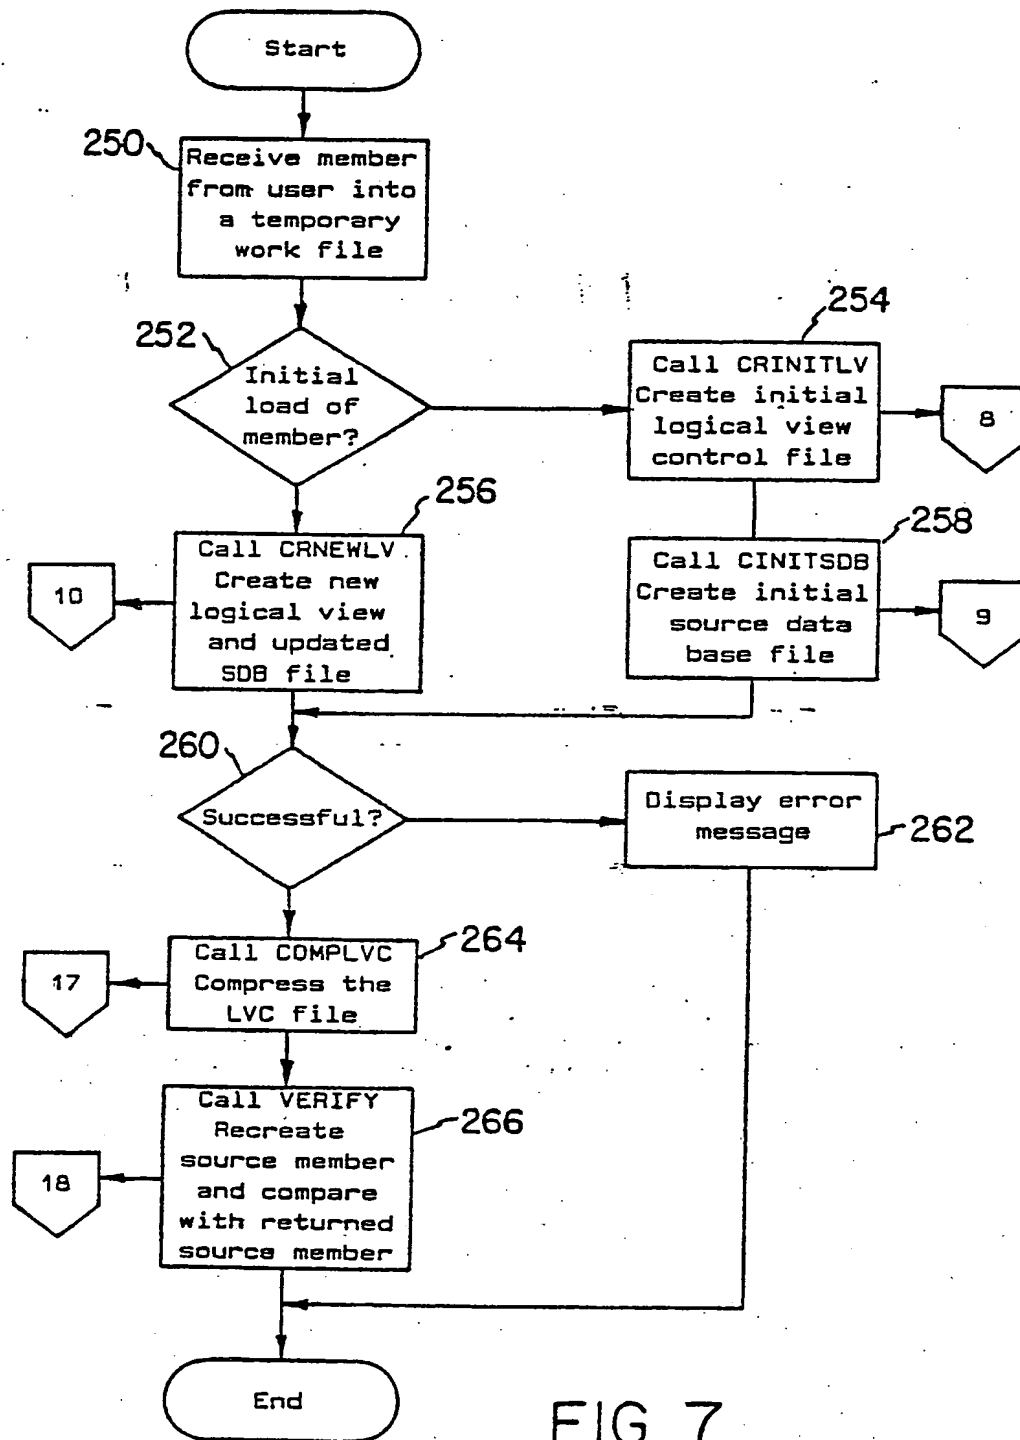 Start
250
Receive member
from user into
a temporary
work file
252
Initial
load of
member?
254
Call CRINITLV
Create initial
logical view
control file
8
256
Call CRNEWLV
Create new
logical view
and updated
SDB file
10
258
Call CINITSDB
Create initial
source data
base file
9
260
Successful?
Display error
message
262
264
Call COMPLVC
Compress the
LVC file
17
266
Call VERIFY
Recreate
source member
and compare
with returned
source member
18
End
FIG 7